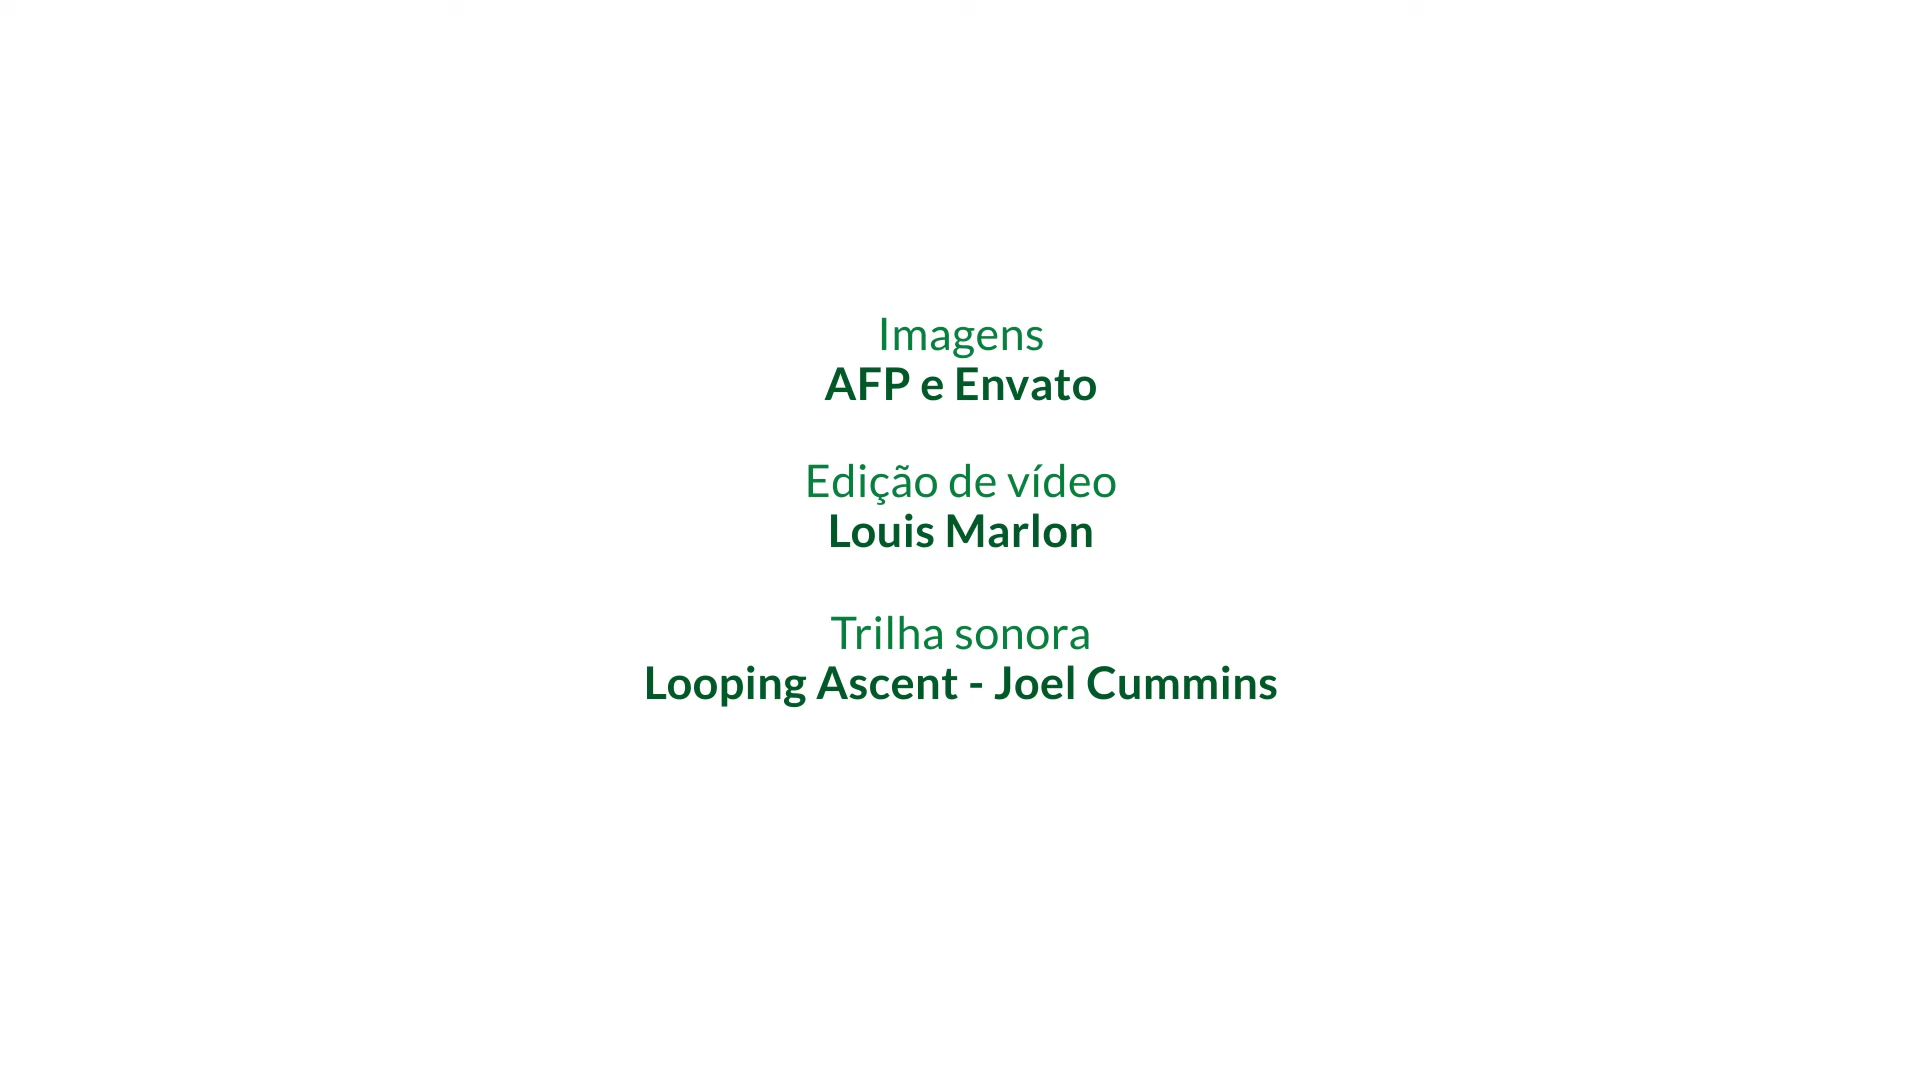 Imagens
AFP e Envato
Edição de vídeo
Louis Marlon
Trilha sonora
Looping Ascent - Joel Cummins